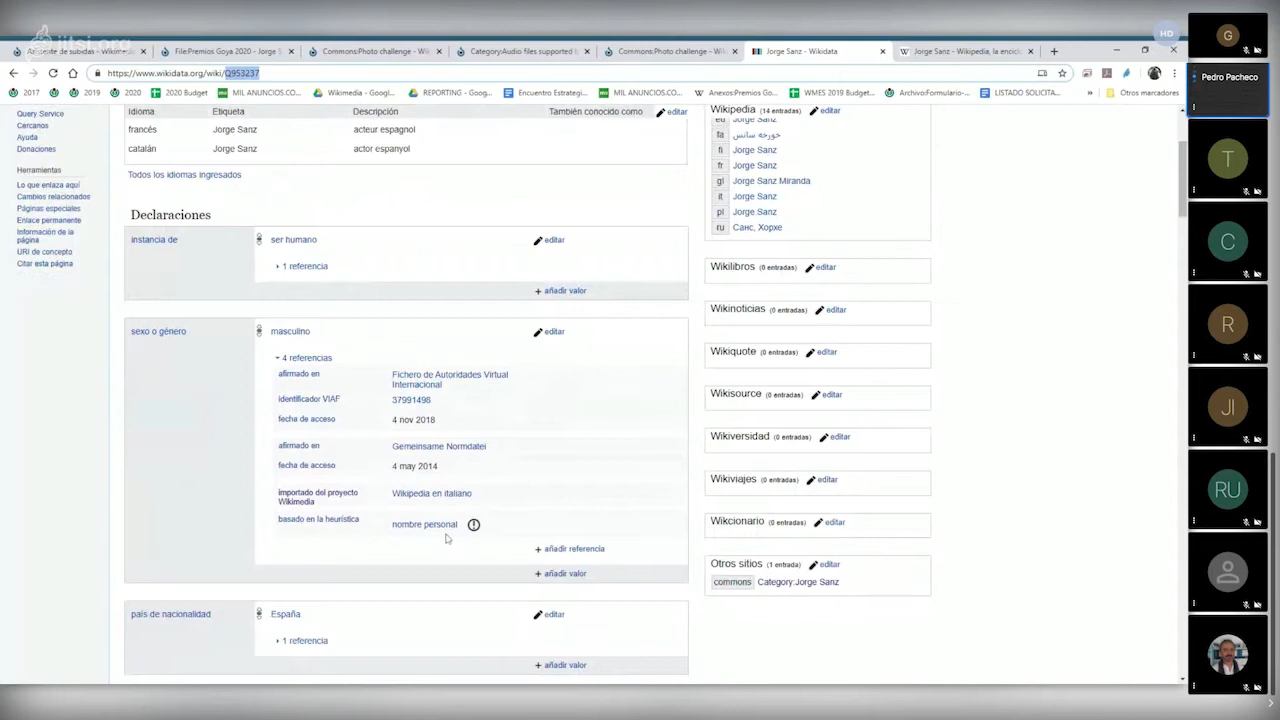 jitsi.org
HD
File:Premios Goya 2020 - Jorge S
Commons:Photo challenge - Wiki
Category:Audio files supported b
Commons:Photo challenge - Wiki
Jorge Sanz - Wikidata
Jorge Sanz - Wikipedia, la encicl
https://www.wikidata.org/wiki/Q953237
2017
2019
2020
2020 Budget
MIL ANUNCIOS.CO...
Wikimedia - Googl...
REPORTING - Goog...
Encuentro Estrategi...
MIL ANUNCIOS.CO...
Anexos:Premios Go...
WMES 2019 Budget...
Archivo:Formulario-...
LISTADO SOLICITA...
»
Otros marcadores
Query Service
Cercanos
Ayuda
Donaciones
Herramientas
Lo que enlaza aquí
Cambios relacionados
Páginas especiales
Enlace permanente
Información de la
página
URI de concepto
Citar esta página
Idioma Etiqueta Descripción También conocido como editar
francés Jorge Sanz acteur espagnol
catalán Jorge Sanz actor espanyol
Todos los idiomas ingresados
Declaraciones
instancia de
ser humano editar
1 referencia
+ añadir valor
sexo o género
masculino editar
4 referencias
afirmado en Fichero de Autoridades Virtual
Internacional
identificador VIAF 37991498
fecha de acceso 4 nov 2018
afirmado en Gemeinsame Normdatei
fecha de acceso 4 may 2014
importado del proyecto Wikipedia en italiano
Wikimedia
basado en la heurística nombre personal
+ añadir referencia
+ añadir valor
país de nacionalidad
España editar
1 referencia
+ añadir valor
Wikipedia (14 entradas) editar
eu Jorge Sanz
fa خورخه سانس
fi Jorge Sanz
fr Jorge Sanz
gl Jorge Sanz Miranda
it Jorge Sanz
pl Jorge Sanz
ru Санс, Хорхе
Wikilibros (0 entradas) editar
Wikinoticias (0 entradas) editar
Wikiquote (0 entradas) editar
Wikisource (0 entradas) editar
Wikiversidad (0 entradas) editar
Wikiviajes (0 entradas) editar
Wikcionario (0 entradas) editar
Otros sitios (1 entrada) editar
commons Category:Jorge Sanz
G
Pedro Pacheco
T
C
R
JI
RU